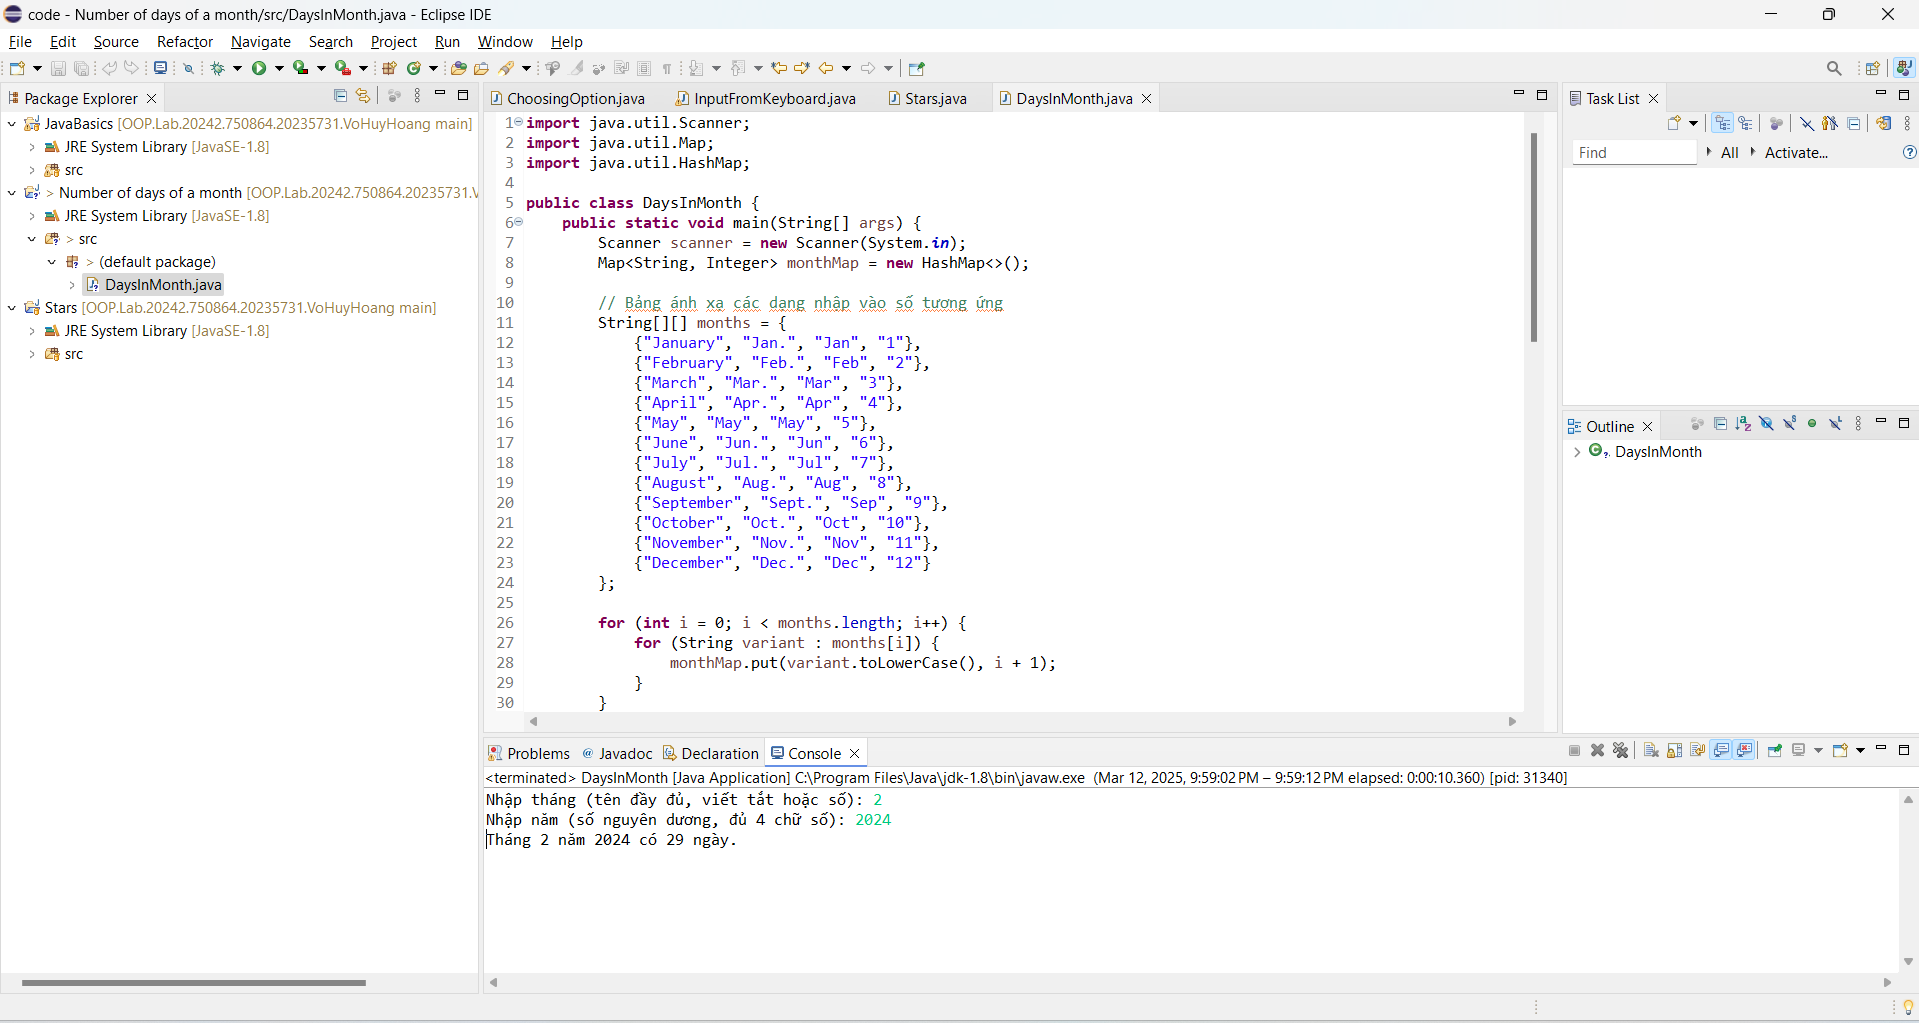 code - Number of days of a month/src/DaysInMonth.java - Eclipse IDE
File Edit Source Refactor Navigate Search Project Run Window Help
Package Explorer
JavaBasics [OOP.Lab.20242.750864.20235731.VoHuyHoang main]
JRE System Library [JavaSE-1.8]
src
> Number of days of a month [OOP.Lab.20242.750864.20235731.V
JRE System Library [JavaSE-1.8]
> src
> (default package)
DaysInMonth.java
Stars [OOP.Lab.20242.750864.20235731.VoHuyHoang main]
JRE System Library [JavaSE-1.8]
src
ChoosingOption.java InputFromKeyboard.java Stars.java DaysInMonth.java
1 import java.util.Scanner;
2 import java.util.Map;
3 import java.util.HashMap;
4
5 public class DaysInMonth {
6 public static void main(String[] args) {
7 Scanner scanner = new Scanner(System.in);
8 Map<String, Integer> monthMap = new HashMap<>();
9
10 // Bảng ánh xạ các dạng nhập vào số tương ứng
11 String[][] months = {
12 {"January", "Jan.", "Jan", "1"},
13 {"February", "Feb.", "Feb", "2"},
14 {"March", "Mar.", "Mar", "3"},
15 {"April", "Apr.", "Apr", "4"},
16 {"May", "May", "May", "5"},
17 {"June", "Jun.", "Jun", "6"},
18 {"July", "Jul.", "Jul", "7"},
19 {"August", "Aug.", "Aug", "8"},
20 {"September", "Sept.", "Sep", "9"},
21 {"October", "Oct.", "Oct", "10"},
22 {"November", "Nov.", "Nov", "11"},
23 {"December", "Dec.", "Dec", "12"}
24 };
25
26 for (int i = 0; i < months.length; i++) {
27 for (String variant : months[i]) {
28 monthMap.put(variant.toLowerCase(), i + 1);
29 }
30 }
Task List
Find All Activate...
Outline
DaysInMonth
Problems @ Javadoc Declaration Console
<terminated> DaysInMonth [Java Application] C:\Program Files\Java\jdk-1.8\bin\javaw.exe (Mar 12, 2025, 9:59:02 PM – 9:59:12 PM elapsed: 0:00:10.360) [pid: 31340]
Nhập tháng (tên đầy đủ, viết tắt hoặc số): 2
Nhập năm (số nguyên dương, đủ 4 chữ số): 2024
Tháng 2 năm 2024 có 29 ngày.